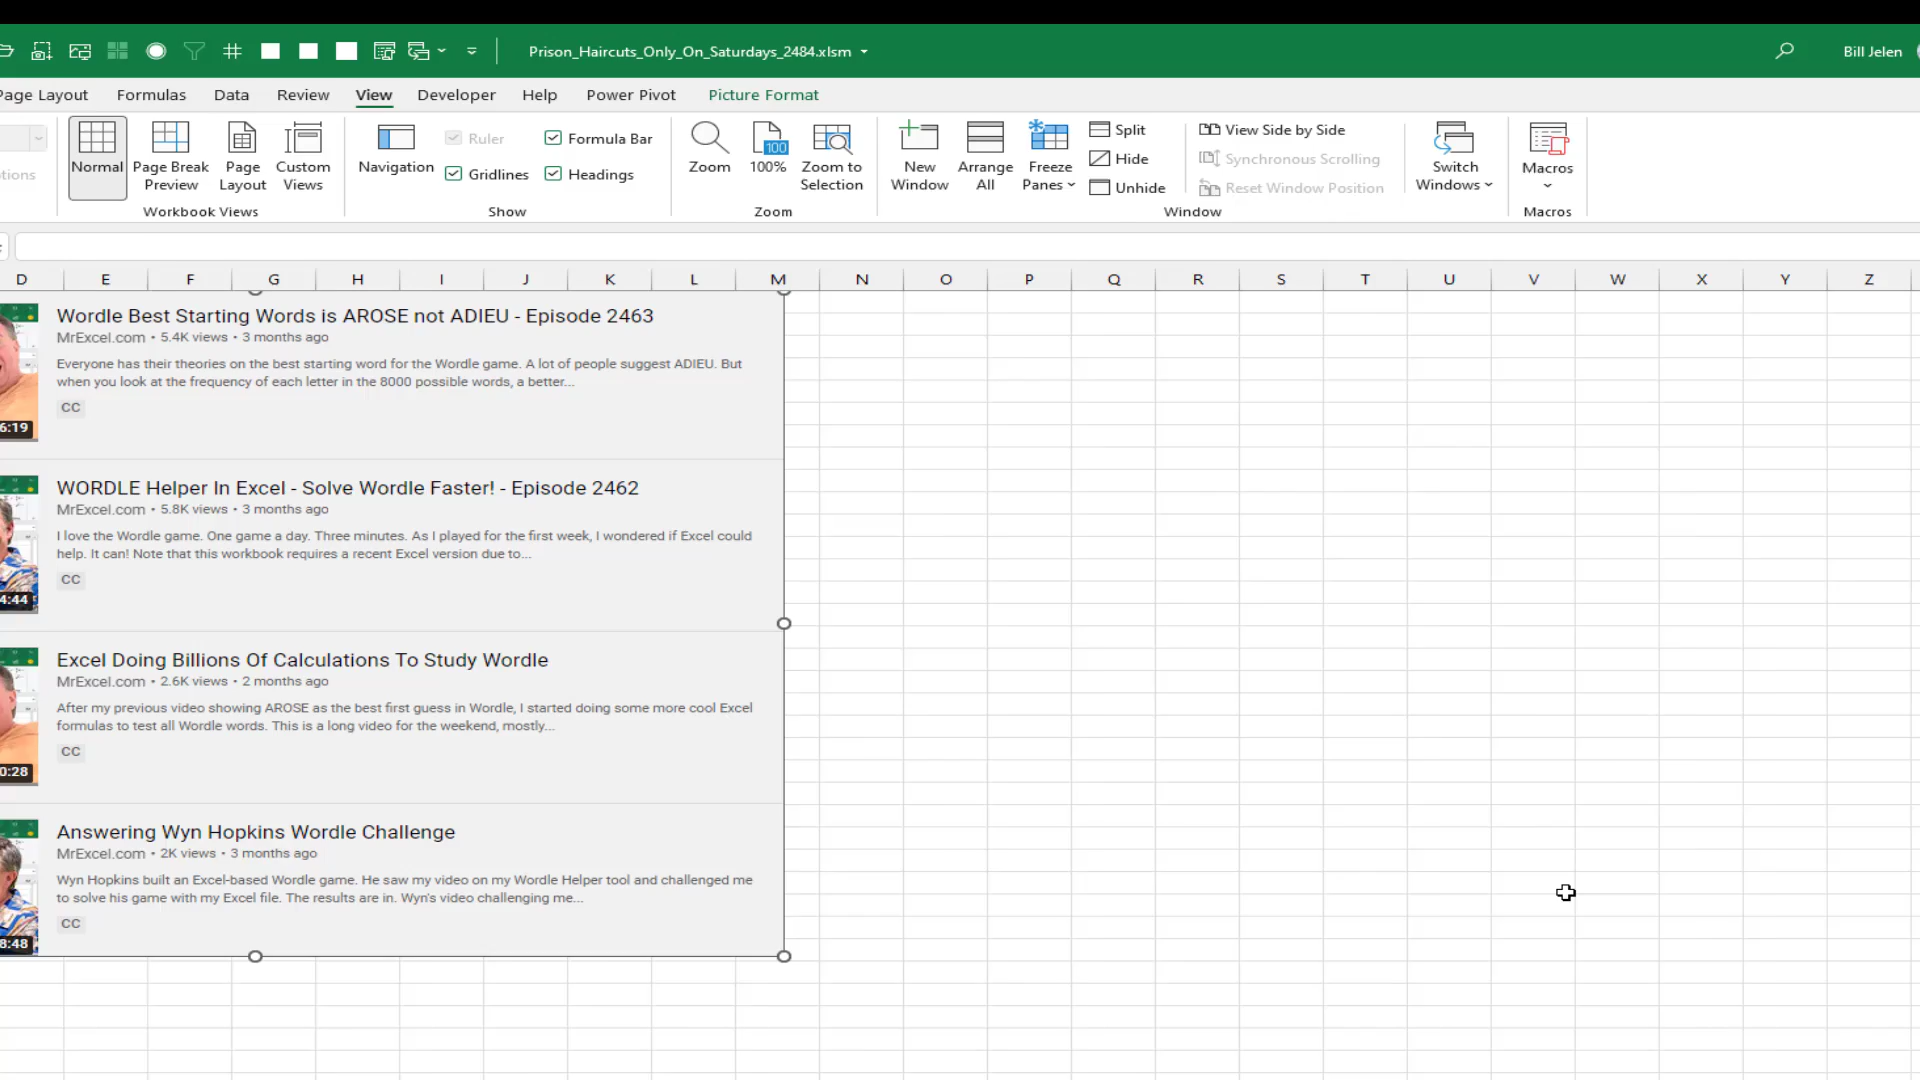 Prison_Haircuts_Only_On_Saturdays_2484.xlsm
Bill Jelen
Page Layout Formulas Data Review View Developer Help Power Pivot Picture Format
Normal
Page Break Preview
Page Layout
Custom Views
Workbook Views
Navigation
Ruler
Formula Bar
Gridlines
Headings
Show
Zoom
100
100%
Zoom to Selection
Zoom
New Window
Arrange All
Freeze Panes
Split
Hide
Unhide
View Side by Side
Synchronous Scrolling
Reset Window Position
Window
Switch Windows
Macros
Macros
D E F G H I J K L M N O P Q R S T U V W X Y Z
Wordle Best Starting Words is AROSE not ADIEU - Episode 2463
MrExcel.com • 5.4K views • 3 months ago
Everyone has their theories on the best starting word for the Wordle game. A lot of people suggest ADIEU. But
when you look at the frequency of each letter in the 8000 possible words, a better...
CC
6:19
WORDLE Helper In Excel - Solve Wordle Faster! - Episode 2462
MrExcel.com • 5.8K views • 3 months ago
I love the Wordle game. One game a day. Three minutes. As I played for the first week, I wondered if Excel could
help. It can! Note that this workbook requires a recent Excel version due to...
CC
4:44
Excel Doing Billions Of Calculations To Study Wordle
MrExcel.com • 2.6K views • 2 months ago
After my previous video showing AROSE as the best first guess in Wordle, I started doing some more cool Excel
formulas to test all Wordle words. This is a long video for the weekend, mostly...
CC
0:28
Answering Wyn Hopkins Wordle Challenge
MrExcel.com • 2K views • 3 months ago
Wyn Hopkins built an Excel-based Wordle game. He saw my video on my Wordle Helper tool and challenged me
to solve his game with my Excel file. The results are in. Wyn's video challenging me...
CC
8:48